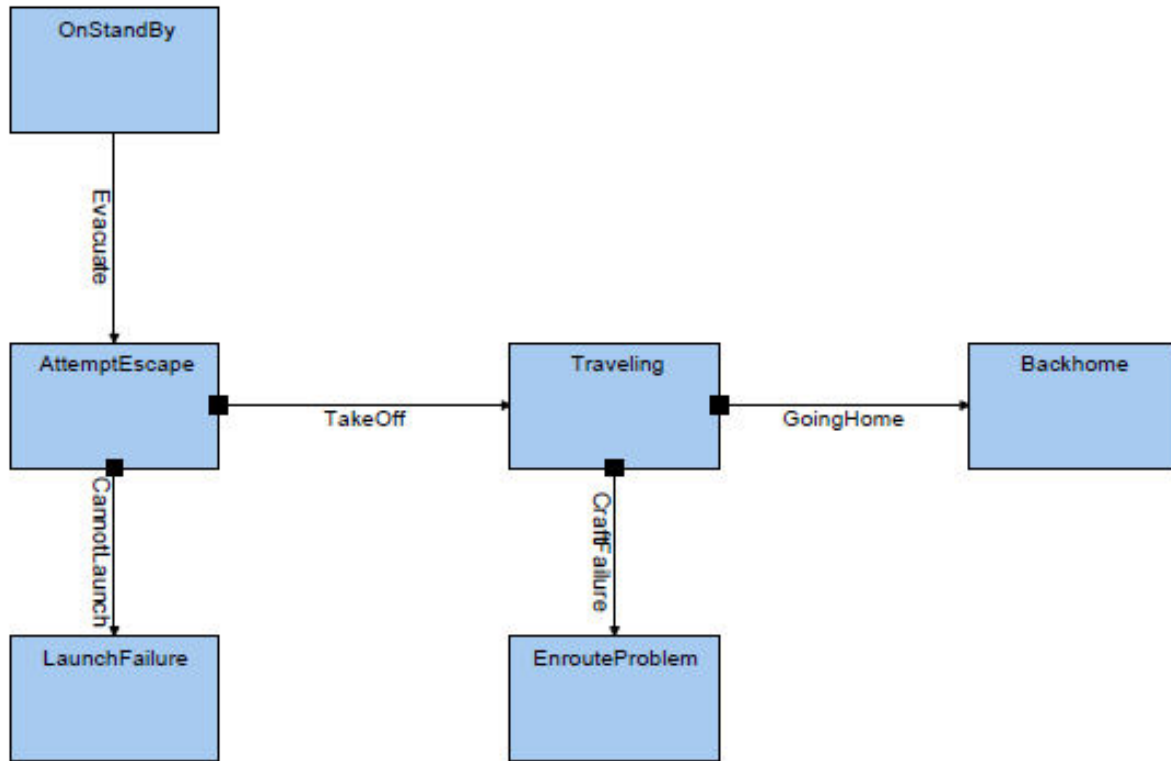 OnStandBy
Evacuate
AttemptEscape
TakeOff
Traveling
GoingHome
Backhome
CannotLaunch
CraftFailure
LaunchFailure
EnrouteProblem